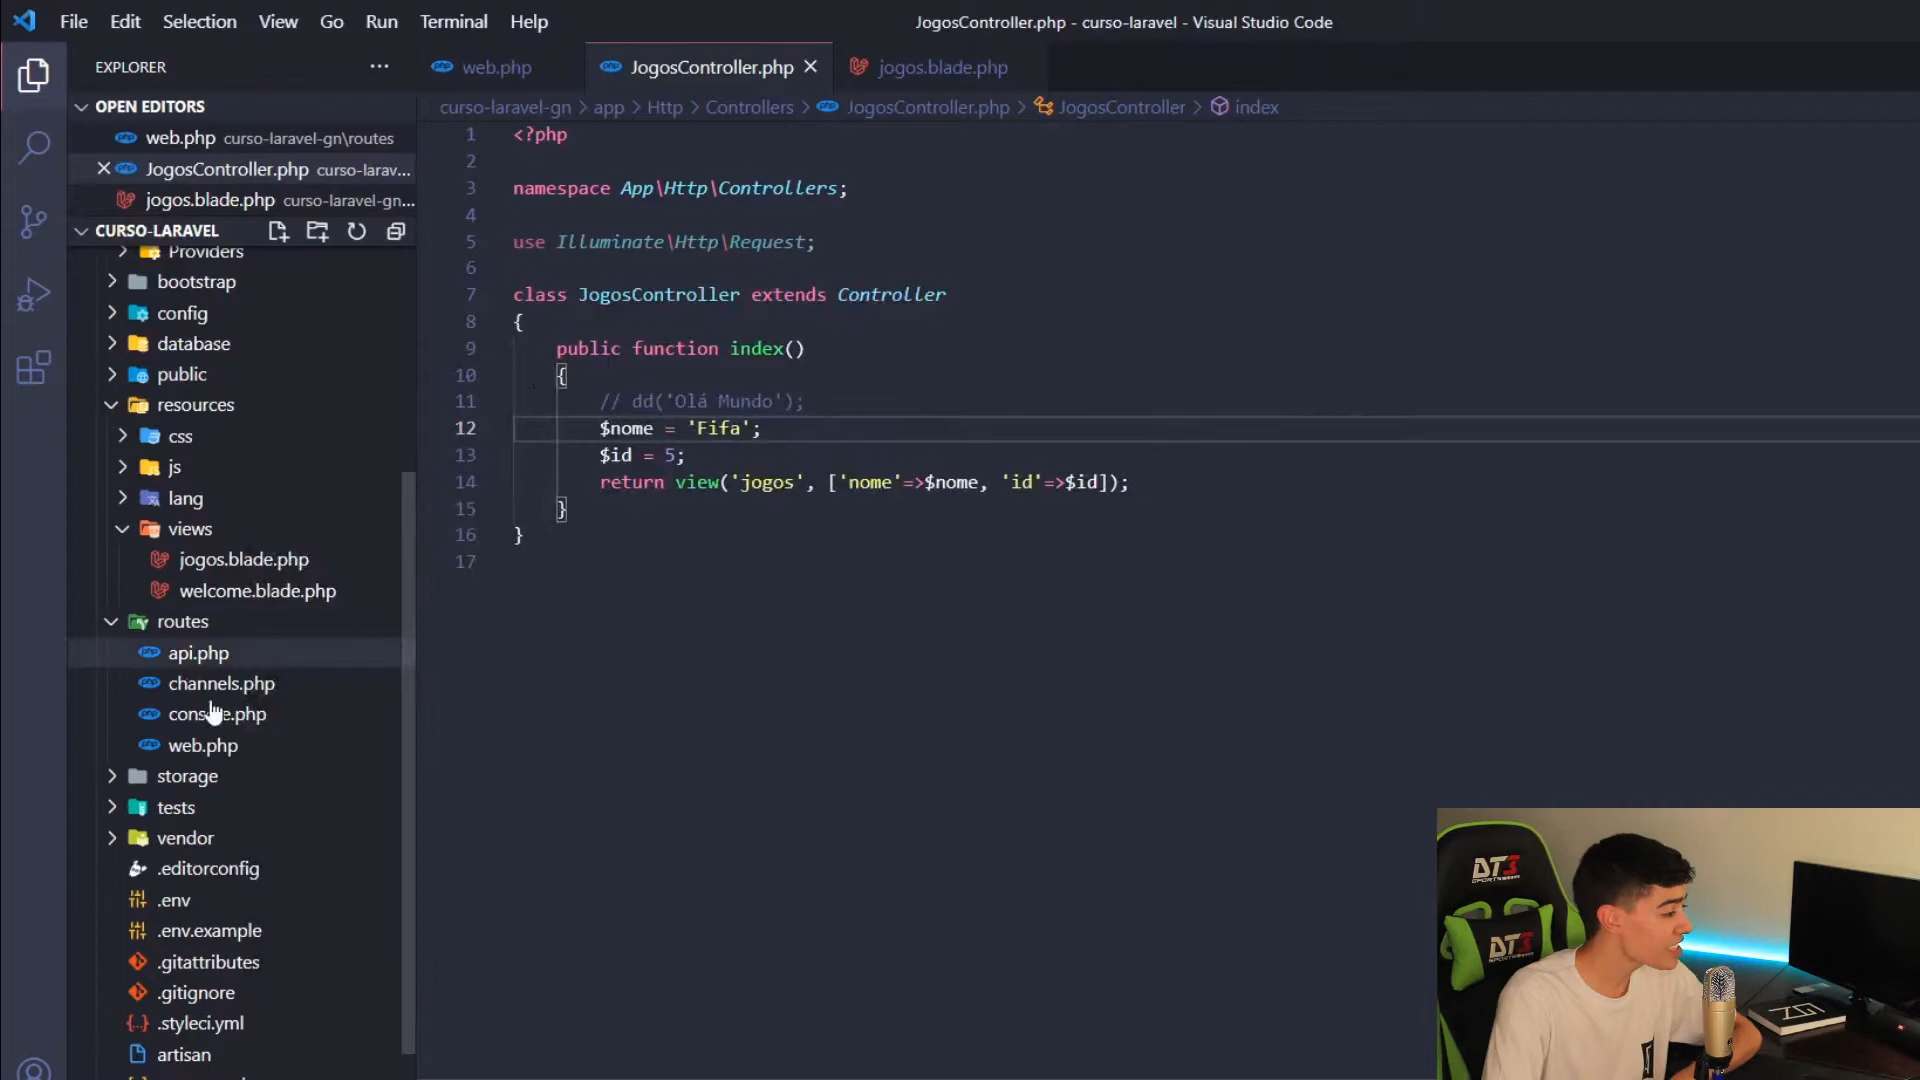 File Edit Selection View Go Run Terminal Help
JogosController.php - curso-laravel - Visual Studio Code
EXPLORER
web.php
JogosController.php
jogos.blade.php
OPEN EDITORS
web.php curso-laravel-gn\routes
JogosController.php curso-larav...
jogos.blade.php curso-laravel-gn...
CURSO-LARAVEL
Providers
bootstrap
config
database
public
resources
css
js
lang
views
jogos.blade.php
welcome.blade.php
routes
api.php
channels.php
console.php
web.php
storage
tests
vendor
.editorconfig
.env
.env.example
.gitattributes
.gitignore
.styleci.yml
artisan
curso-laravel-gn > app > Http > Controllers > JogosController.php > JogosController > index
1 <?php
2
3 namespace App\Http\Controllers;
4
5 use Illuminate\Http\Request;
6
7 class JogosController extends Controller
8 {
9 public function index()
10 {
11 // dd('Olá Mundo');
12 $nome = 'Fifa';
13 $id = 5;
14 return view('jogos', ['nome'=>$nome, 'id'=>$id]);
15 }
16 }
17
DT3
SPORTS
DT3
SPORTS